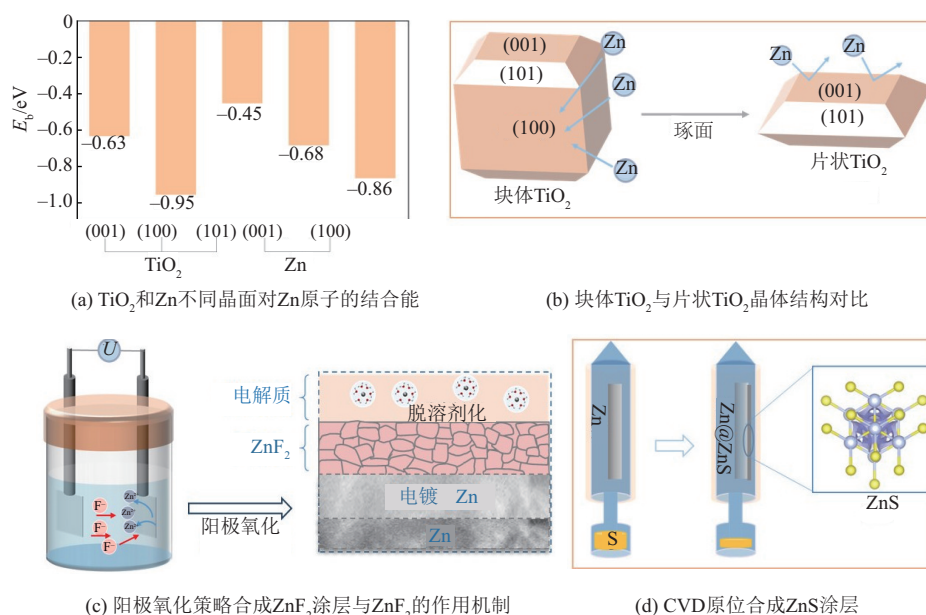 0
−0.2
−0.4
−0.6
−0.8
−1.0
E_b/eV
−0.63
−0.95
−0.45
−0.68
−0.86
(001) (100) (101) (001) (100)
TiO₂ Zn
(a) TiO₂和Zn不同晶面对Zn原子的结合能
(001)
(101)
(100)
Zn
Zn
Zn
块体TiO₂
琢面
Zn
Zn
(001)
(101)
片状TiO₂
(b) 块体TiO₂与片状TiO₂晶体结构对比
U
F⁻
F⁻
F⁻
阳极氧化
电解质
脱溶剂化
ZnF₂
电镀 Zn
Zn
(c) 阳极氧化策略合成ZnF₂涂层与ZnF₂的作用机制
Zn
S
Zn@ZnS
ZnS
(d) CVD原位合成ZnS涂层